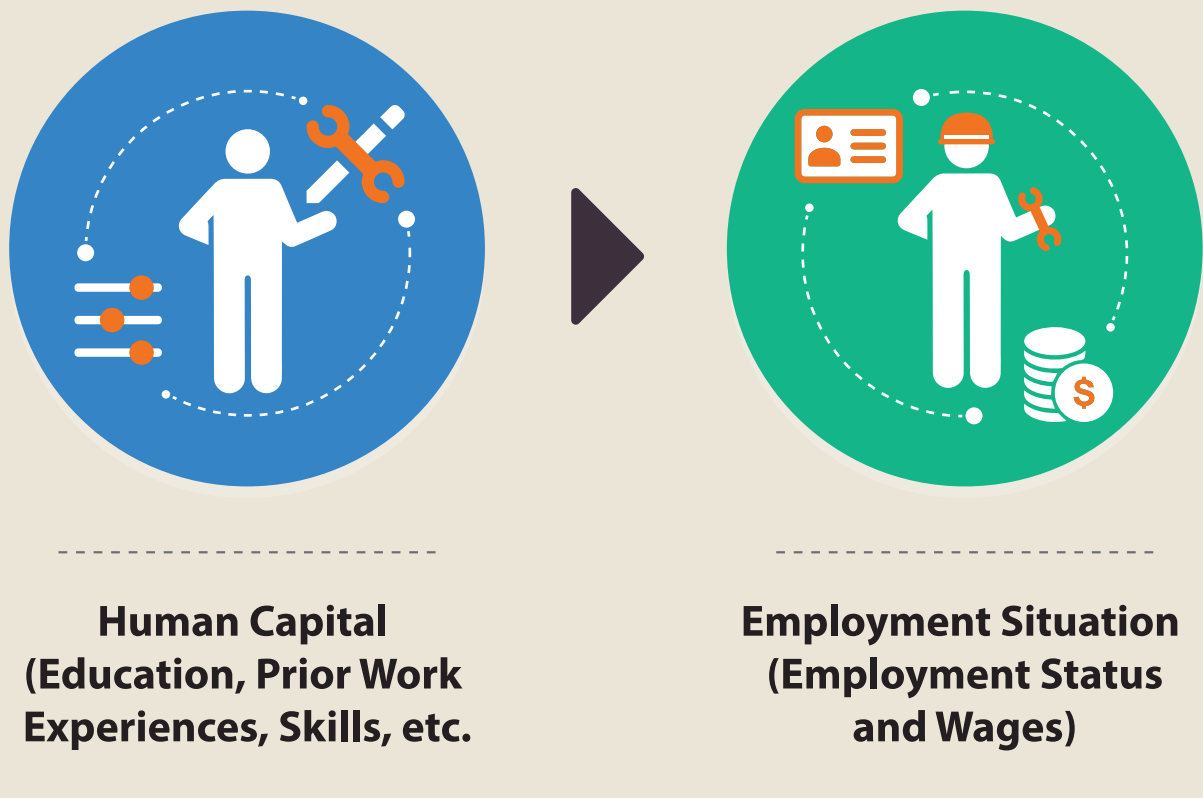 $
Human Capital
(Education, Prior Work
Experiences, Skills, etc.
Employment Situation
(Employment Status
and Wages)